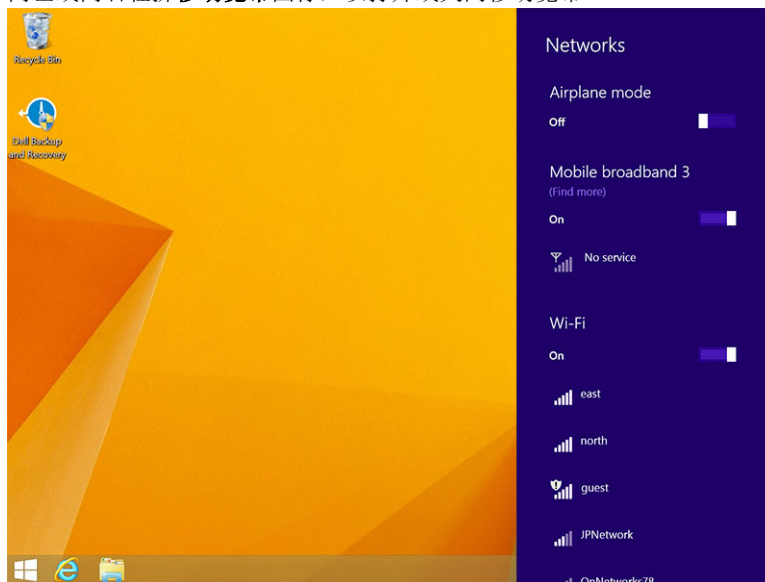 Recycle Bin
Dell Backup
and Recovery
Networks
Airplane mode
Off
Mobile broadband 3
(Find more)
On
No service
Wi-Fi
On
east
north
guest
JPNetwork
OnNetworks78